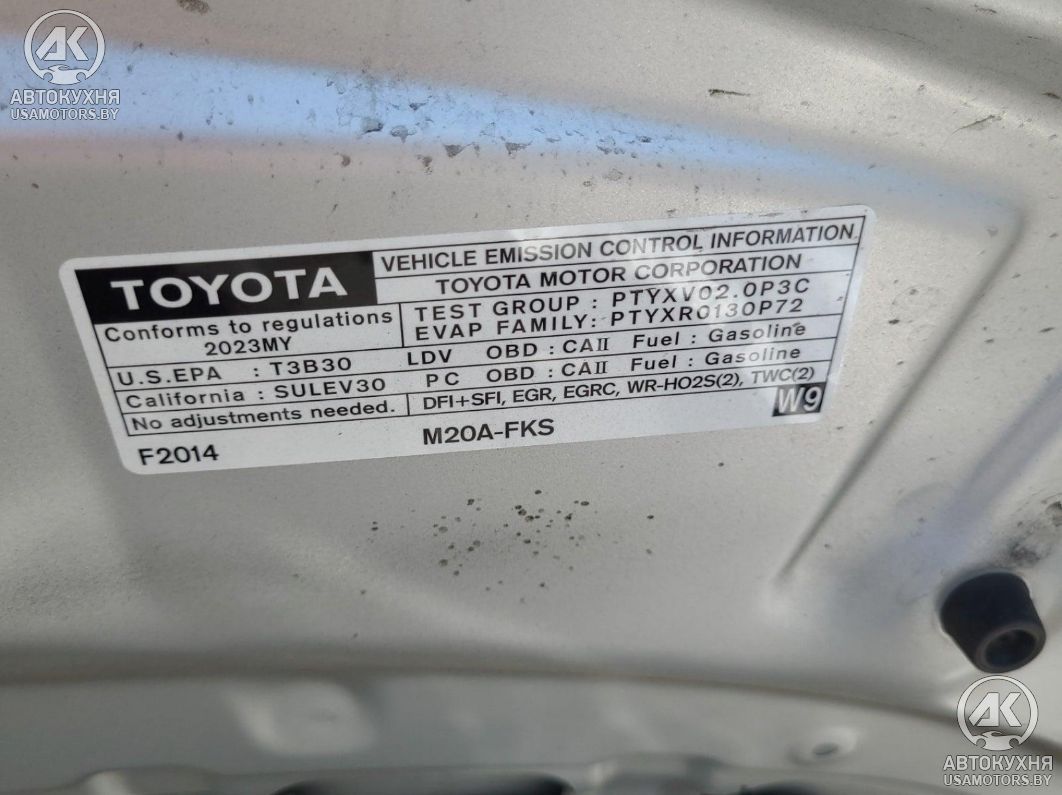 AK
АВТОКУХНЯ
USAMOTORS.BY
TOYOTA
VEHICLE EMISSION CONTROL INFORMATION
TOYOTA MOTOR CORPORATION
Conforms to regulations
2023MY
TEST GROUP : PTYXV02.0P3C
EVAP FAMILY: PTYXR0130P72
U.S.EPA : T3B30 LDV OBD : CAII Fuel : Gasoline
California : SULEV30 PC OBD : CAII Fuel : Gasoline
No adjustments needed. DFI+SFI, EGR, EGRC, WR-HO2S(2), TWC(2)
W9
F2014 M20A-FKS
AK
АВТОКУХНЯ
USAMOTORS.BY